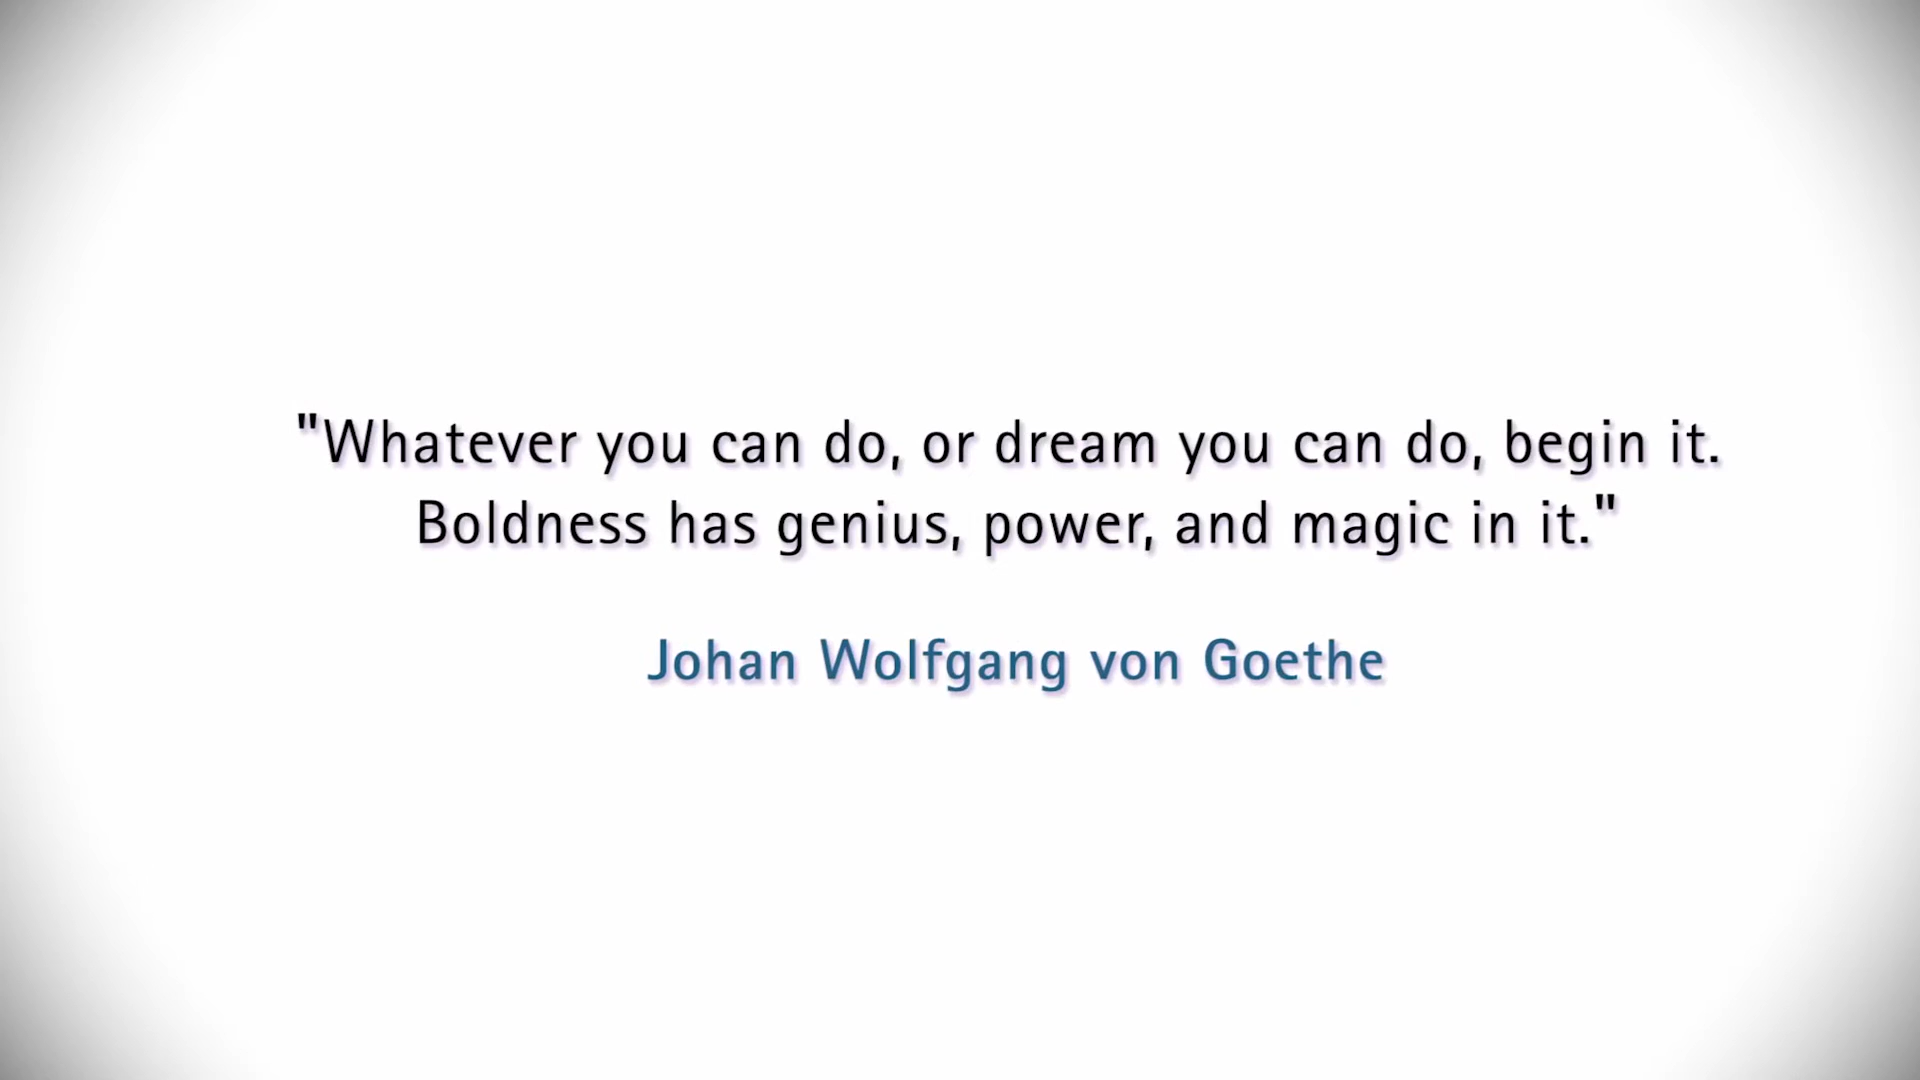 "Whatever you can do, or dream you can do, begin it.
Boldness has genius, power, and magic in it."
Johan Wolfgang von Goethe